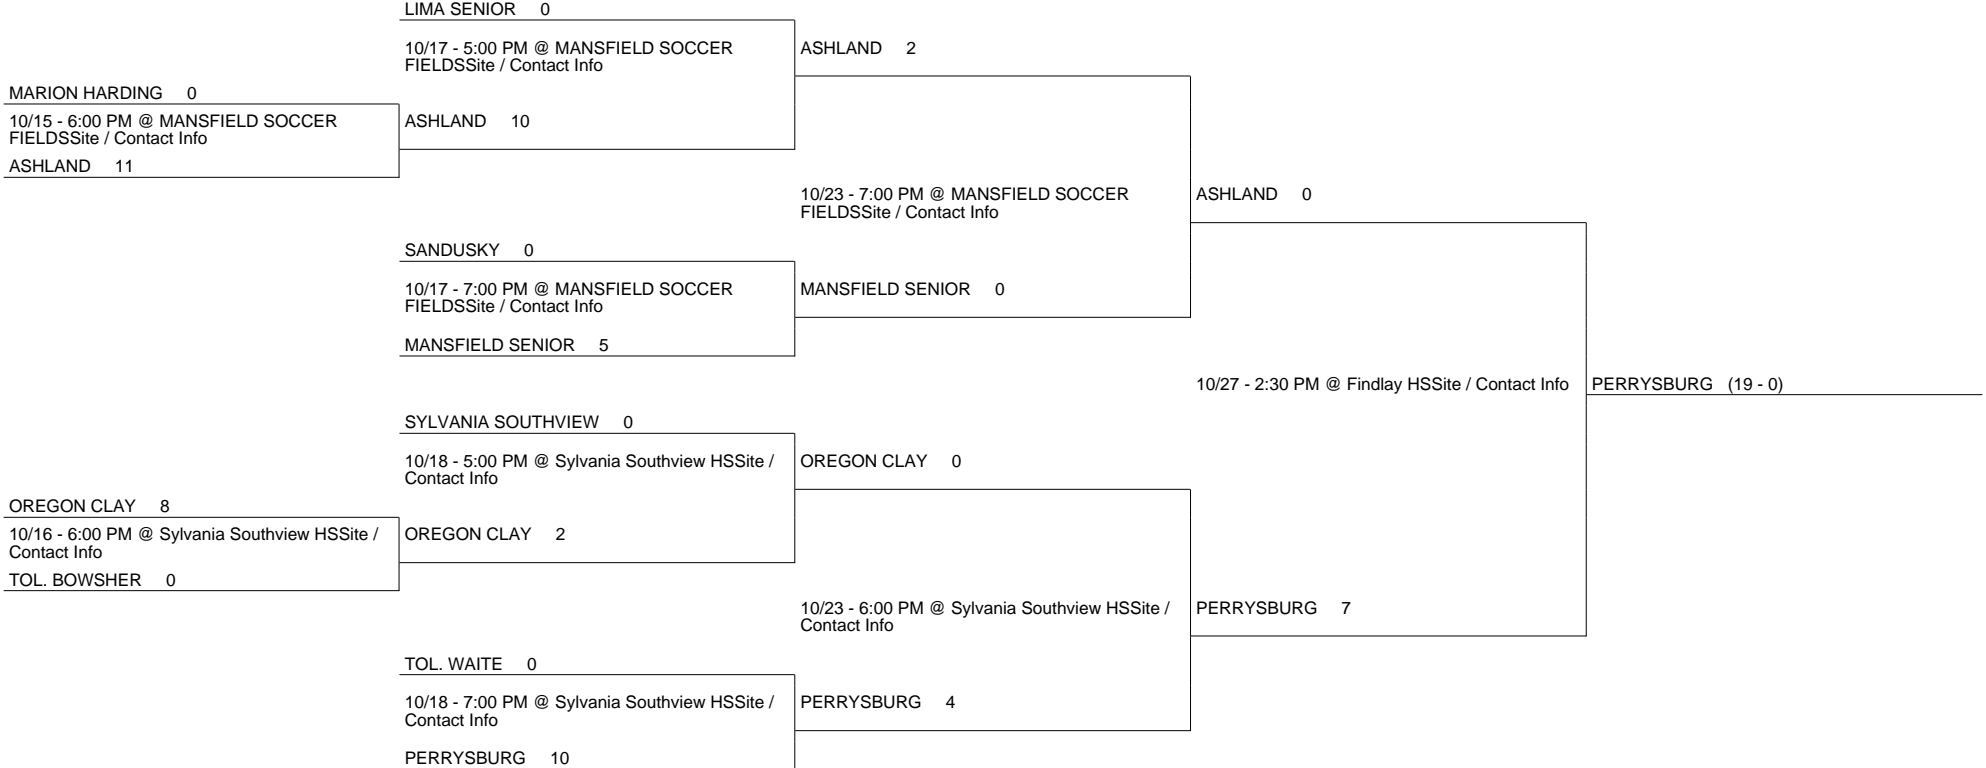 LIMA SENIOR 0
10/17 - 5:00 PM @ MANSFIELD SOCCER
FIELDSSite / Contact Info
ASHLAND 2
MARION HARDING 0
10/15 - 6:00 PM @ MANSFIELD SOCCER
FIELDSSite / Contact Info
ASHLAND 10
ASHLAND 11
10/23 - 7:00 PM @ MANSFIELD SOCCER
FIELDSSite / Contact Info
ASHLAND 0
SANDUSKY 0
10/17 - 7:00 PM @ MANSFIELD SOCCER
FIELDSSite / Contact Info
MANSFIELD SENIOR 0
MANSFIELD SENIOR 5
10/27 - 2:30 PM @ Findlay HSSite / Contact Info
PERRYSBURG (19 - 0)
SYLVANIA SOUTHVIEW 0
10/18 - 5:00 PM @ Sylvania Southview HSSite /
Contact Info
OREGON CLAY 0
OREGON CLAY 8
10/16 - 6:00 PM @ Sylvania Southview HSSite /
Contact Info
OREGON CLAY 2
TOL. BOWSHER 0
10/23 - 6:00 PM @ Sylvania Southview HSSite /
Contact Info
PERRYSBURG 7
TOL. WAITE 0
10/18 - 7:00 PM @ Sylvania Southview HSSite /
Contact Info
PERRYSBURG 4
PERRYSBURG 10